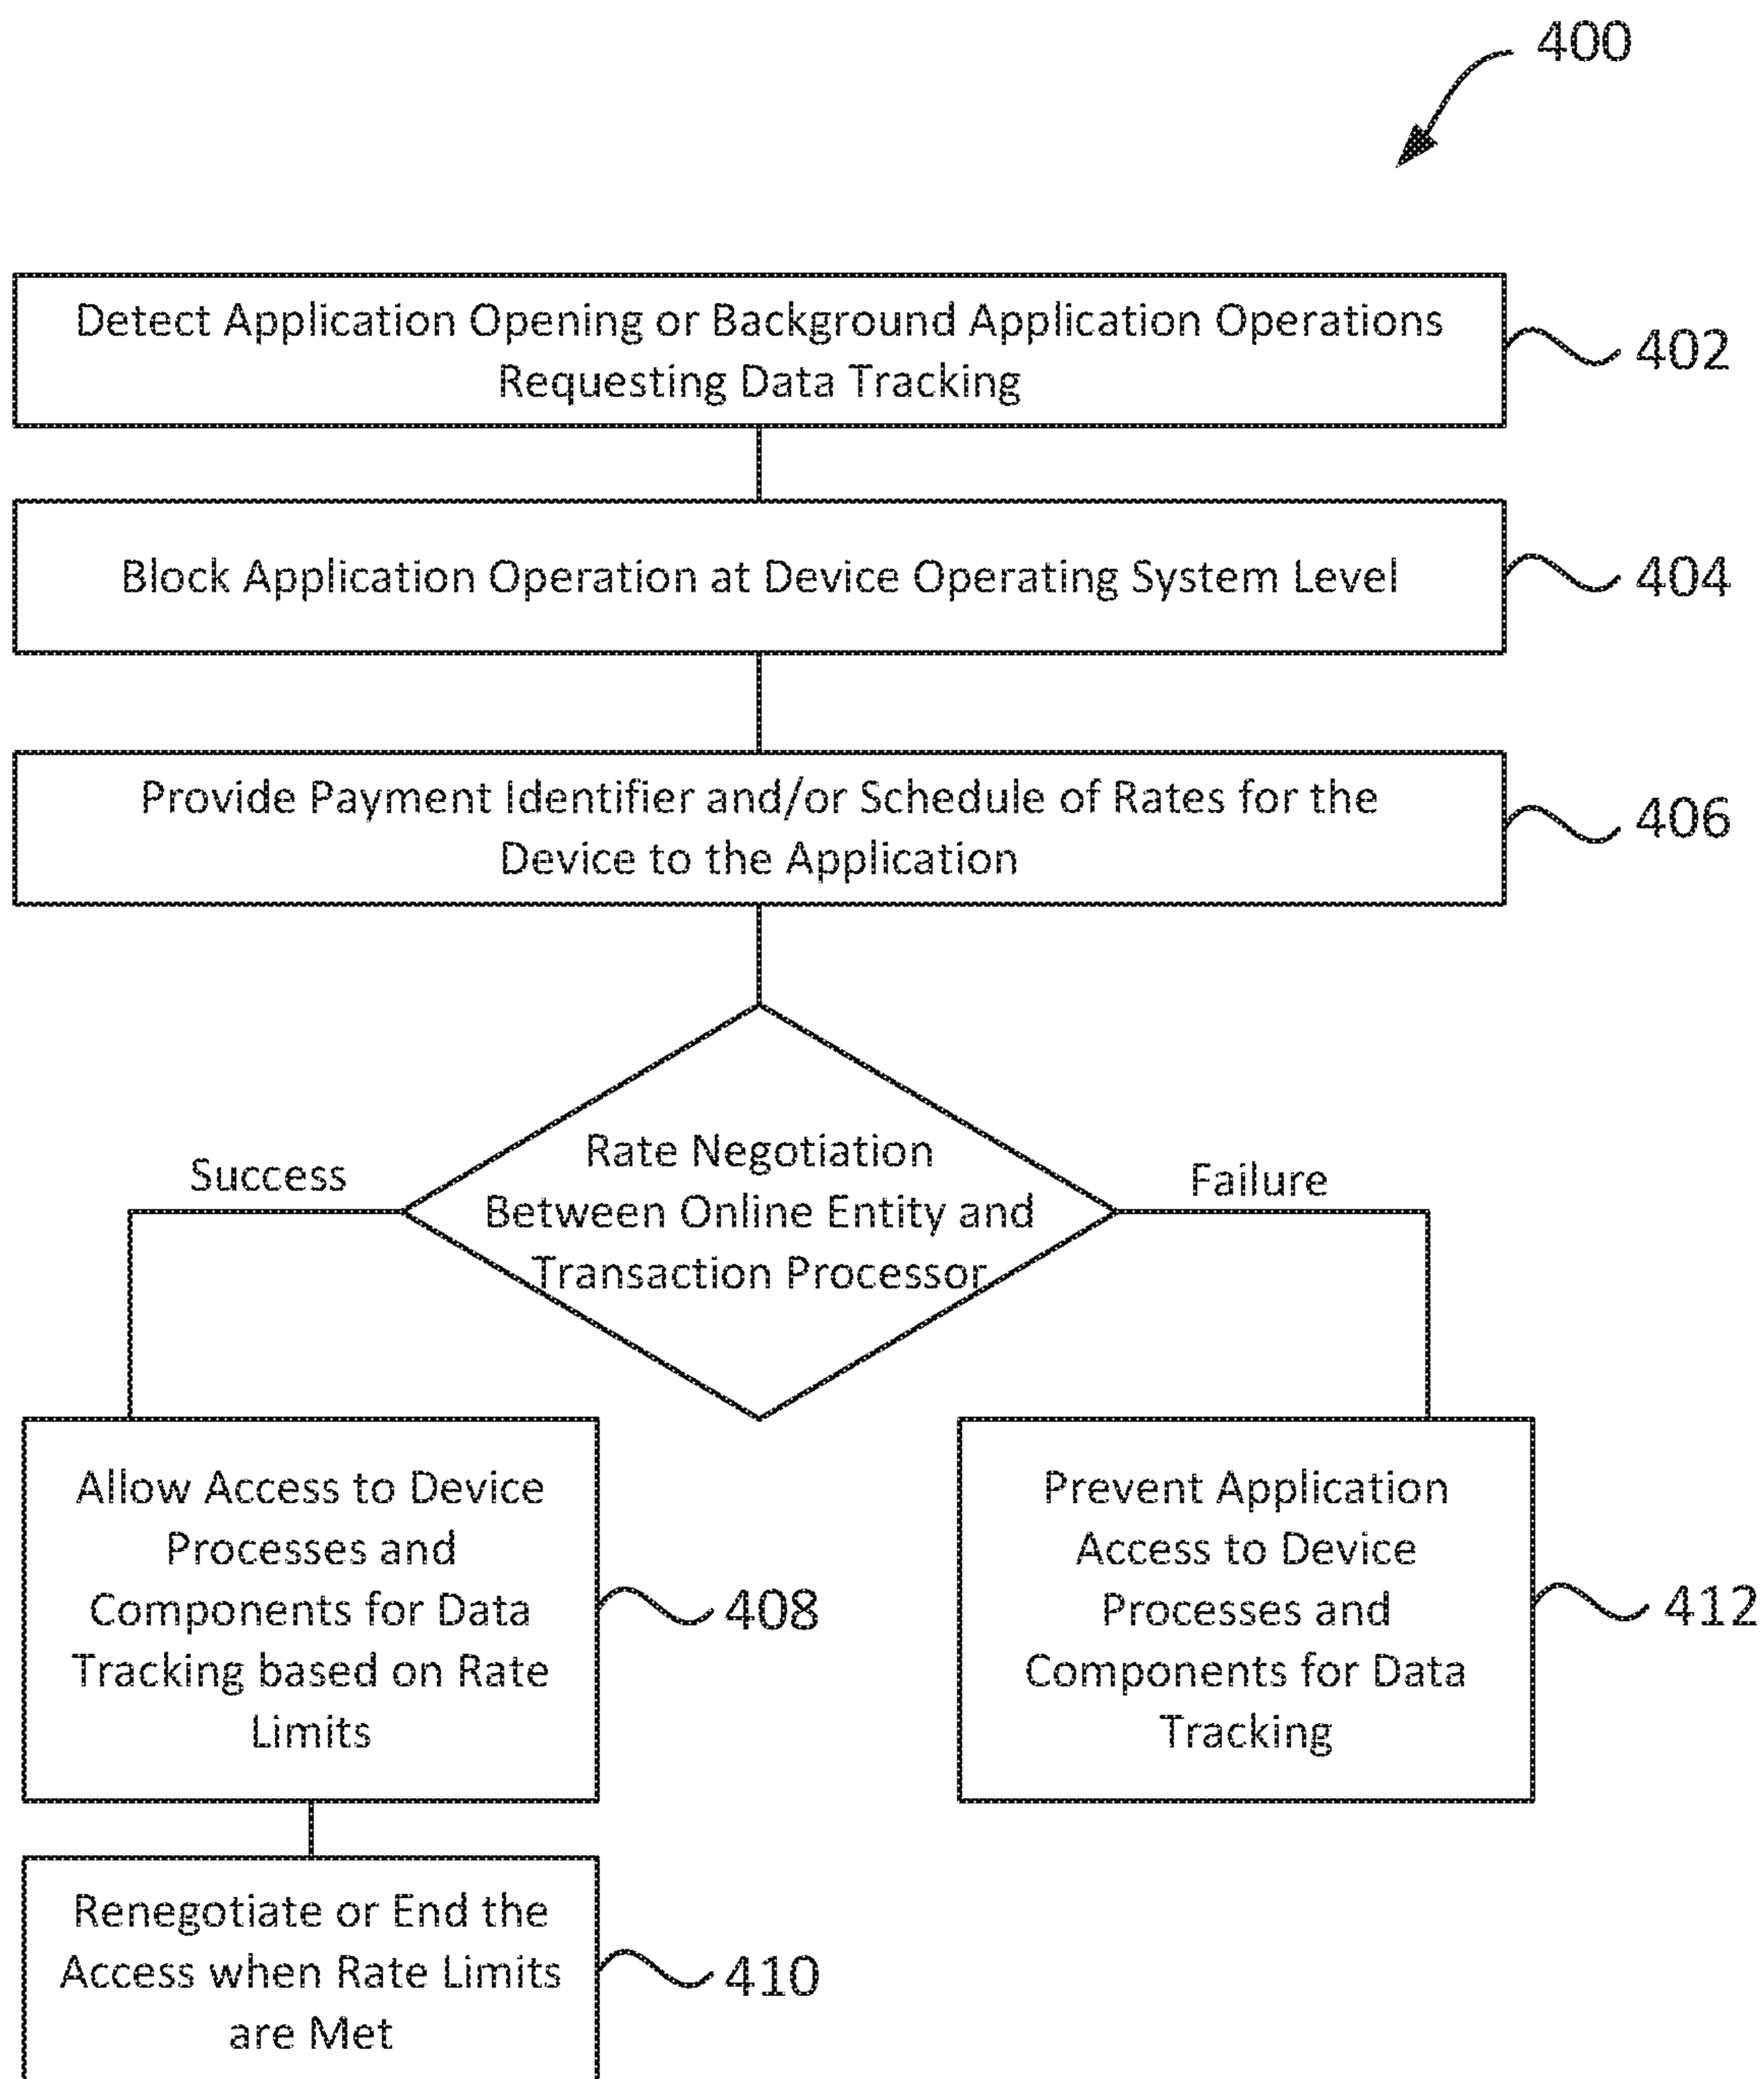 400
Detect Application Opening or Background Application Operations
Requesting Data Tracking
402
Block Application Operation at Device Operating System Level
404
Provide Payment Identifier and/or Schedule of Rates for the
Device to the Application
406
Rate Negotiation
Between Online Entity and
Transaction Processor
Success
Failure
Allow Access to Device
Processes and
Components for Data
Tracking based on Rate
Limits
408
Prevent Application
Access to Device
Processes and
Components for Data
Tracking
412
Renegotiate or End the
Access when Rate Limits
are Met
410